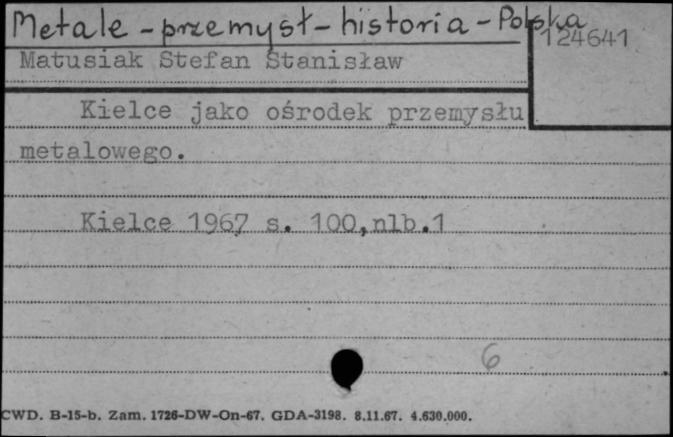 Metale - przemysł - historia - Polska
124641
Matusiak Stefan Stanisław
Kielce jako ośrodek przemysłu
metalowego.
Kielce 1967 s. 100,nlb.1
6
CWD. B-15-b. Zam. 1726-DW-On-67. GDA-3198. 8.11.67. 4.630.000.